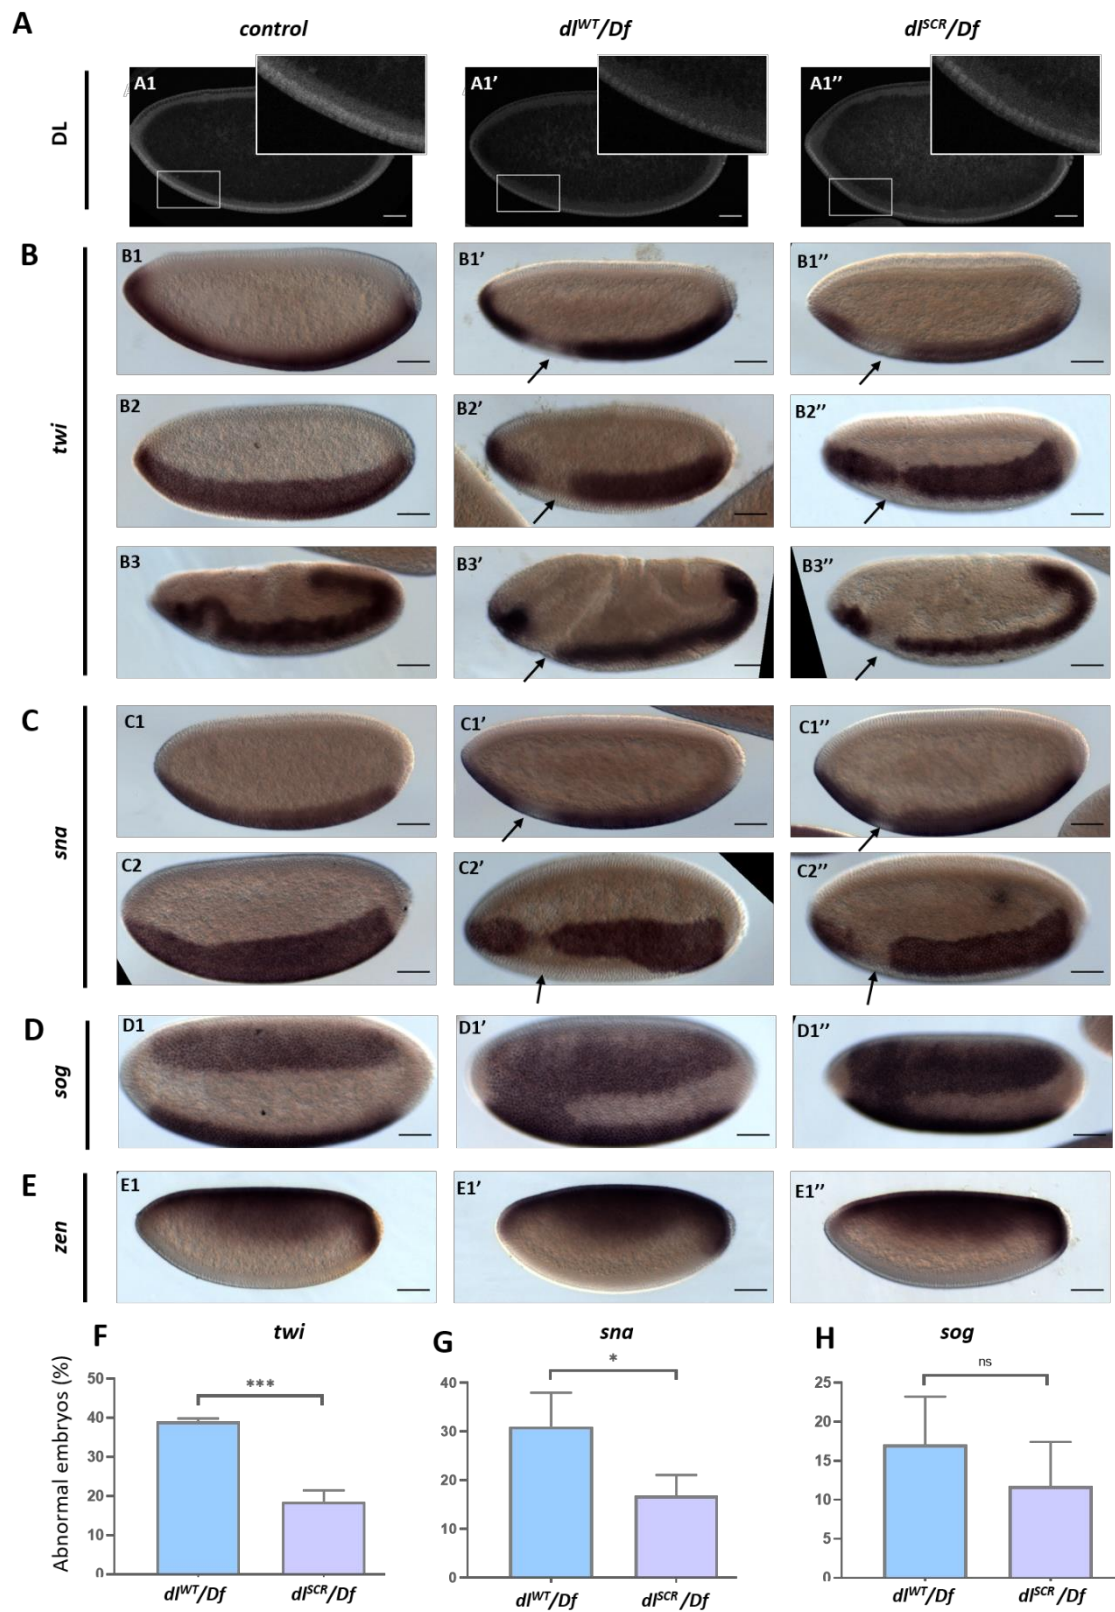 A control dl^WT/Df dl^SCR/Df
DL A1 A1' A1''
B twi B1 B1' B1''
B2 B2' B2''
B3 B3' B3''
C sna C1 C1' C1''
C2 C2' C2''
D sog D1 D1' D1''
E zen E1 E1' E1''
F twi G sna H sog
Abnormal embryos (%)
50
40
30
20
10
0
***
dl^WT/Df dl^SCR/Df
40
30
20
10
0
*
dl^WT/Df dl^SCR/Df
25
20
15
10
5
0
ns
dl^WT/Df dl^SCR/Df